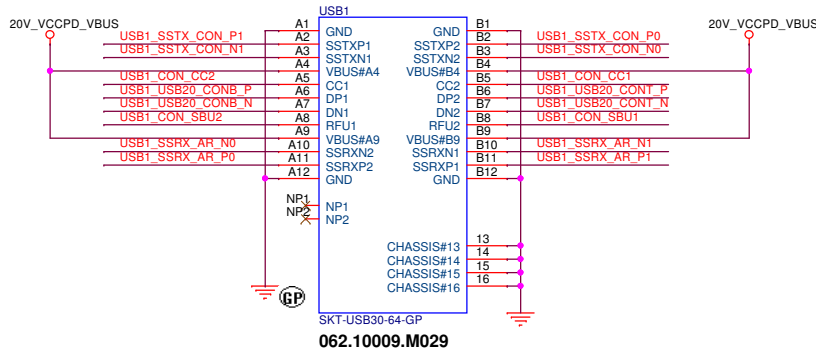 USB1
20V_VCCPD_VBUS
20V_VCCPD_VBUS
A1 GND GND B1
USB1_SSTX_CON_P1 A2 SSTXP1 SSTXP2 B2 USB1_SSTX_CON_P0
USB1_SSTX_CON_N1 A3 SSTXN1 SSTXN2 B3 USB1_SSTX_CON_N0
A4 VBUS#A4 VBUS#B4 B4
USB1_CON_CC2 A5 CC1 CC2 B5 USB1_CON_CC1
USB1_USB20_CONB_P A6 DP1 DP2 B6 USB1_USB20_CONT_P
USB1_USB20_CONB_N A7 DN1 DN2 B7 USB1_USB20_CONT_N
USB1_CON_SBU2 A8 RFU1 RFU2 B8 USB1_CON_SBU1
A9 VBUS#A9 VBUS#B9 B9
USB1_SSRX_AR_N0 A10 SSRXN2 SSRXN1 B10 USB1_SSRX_AR_N1
USB1_SSRX_AR_P0 A11 SSRXP2 SSRXP1 B11 USB1_SSRX_AR_P1
A12 GND GND B12
NP1 NP1
NP2 NP2
CHASSIS#13 13
CHASSIS#14 14
CHASSIS#15 15
CHASSIS#16 16
GP
SKT-USB30-64-GP
062.10009.M029